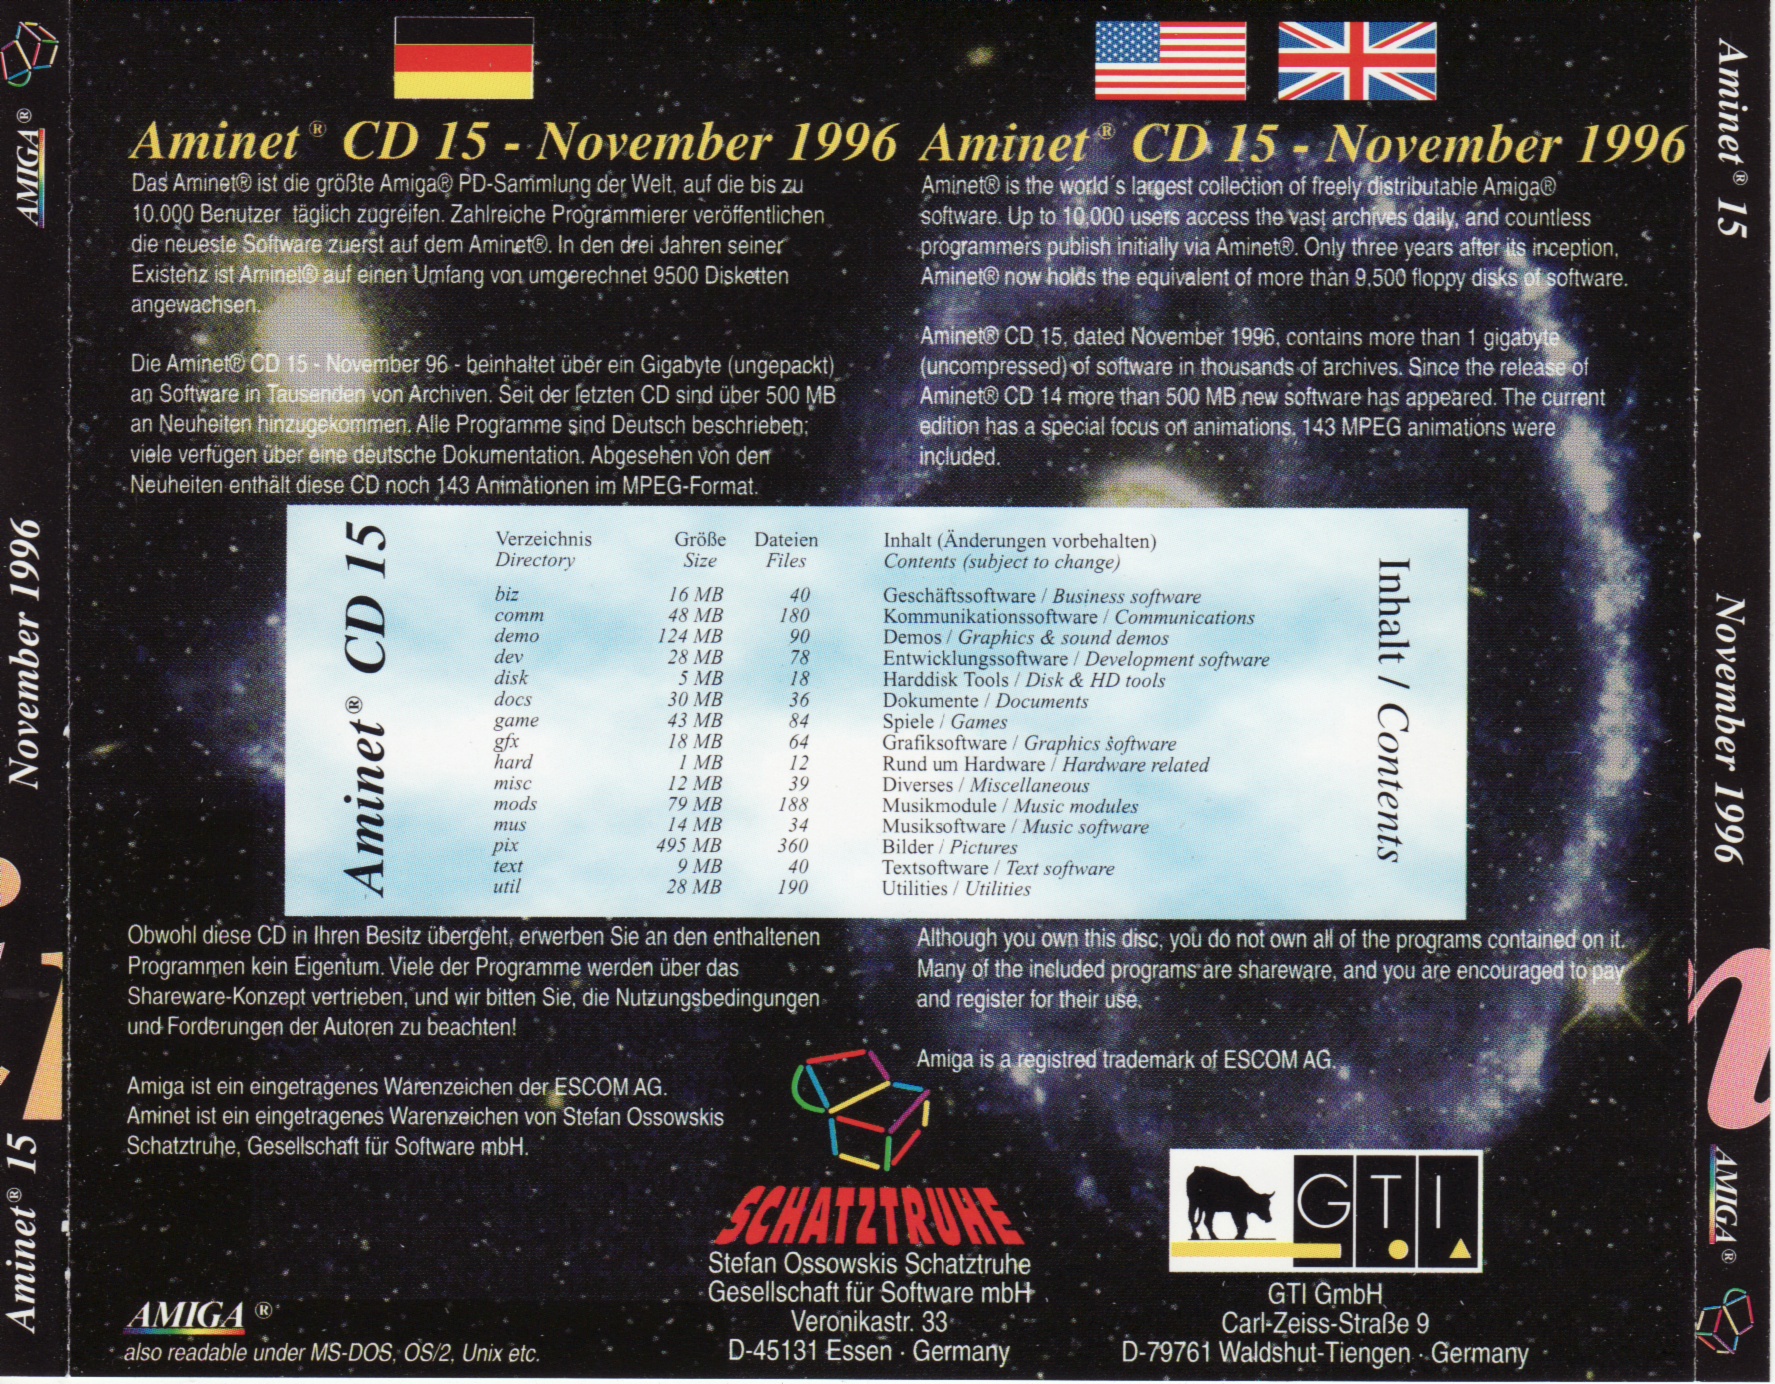 AMIGA®
November 1996
Aminet® 15
Aminet® CD 15 - November 1996
Das Aminet® ist die größte Amiga® PD-Sammlung der Welt, auf die bis zu
10.000 Benutzer täglich zugreifen. Zahlreiche Programmierer veröffentlichen
die neueste Software zuerst auf dem Aminet®. In den drei Jahren seiner
Existenz ist Aminet® auf einen Umfang von umgerechnet 9500 Disketten
angewachsen.
Die Aminet® CD 15 - November 96 - beinhaltet über ein Gigabyte (ungepackt)
an Software in Tausenden von Archiven. Seit der letzten CD sind über 500 MB
an Neuheiten hinzugekommen. Alle Programme sind Deutsch beschrieben;
viele verfügen über eine deutsche Dokumentation. Abgesehen von den
Neuheiten enthält diese CD noch 143 Animationen im MPEG-Format.
Aminet® CD 15 - November 1996
Aminet® is the world´s largest collection of freely distributable Amiga®
software. Up to 10,000 users access the vast archives daily, and countless
programmers publish initially via Aminet®. Only three years after its inception,
Aminet® now holds the equivalent of more than 9,500 floppy disks of software.
Aminet® CD 15, dated November 1996, contains more than 1 gigabyte
(uncompressed) of software in thousands of archives. Since the release of
Aminet® CD 14 more than 500 MB new software has appeared. The current
edition has a special focus on animations, 143 MPEG animations were
included.
Aminet® CD 15
Verzeichnis Größe Dateien Inhalt (Änderungen vorbehalten)
Directory Size Files Contents (subject to change)
biz 16 MB 40 Geschäftssoftware / Business software
comm 48 MB 180 Kommunikationssoftware / Communications
demo 124 MB 90 Demos / Graphics & sound demos
dev 28 MB 78 Entwicklungssoftware / Development software
disk 5 MB 18 Harddisk Tools / Disk & HD tools
docs 30 MB 36 Dokumente / Documents
game 43 MB 84 Spiele / Games
gfx 18 MB 64 Grafiksoftware / Graphics software
hard 1 MB 12 Rund um Hardware / Hardware related
misc 12 MB 39 Diverses / Miscellaneous
mods 79 MB 188 Musikmodule / Music modules
mus 14 MB 34 Musiksoftware / Music software
pix 495 MB 360 Bilder / Pictures
text 9 MB 40 Textsoftware / Text software
util 28 MB 190 Utilities / Utilities
Inhalt / Contents
Obwohl diese CD in Ihren Besitz übergeht, erwerben Sie an den enthaltenen
Programmen kein Eigentum. Viele der Programme werden über das
Shareware-Konzept vertrieben, und wir bitten Sie, die Nutzungsbedingungen
und Forderungen der Autoren zu beachten!
Amiga ist ein eingetragenes Warenzeichen der ESCOM AG.
Aminet ist ein eingetragenes Warenzeichen von Stefan Ossowskis
Schatztruhe, Gesellschaft für Software mbH.
Although you own this disc, you do not own all of the programs contained on it.
Many of the included programs are shareware, and you are encouraged to pay
and register for their use.
Amiga is a registred trademark of ESCOM AG.
AMIGA®
also readable under MS-DOS, OS/2, Unix etc.
SCHATZTRUHE
Stefan Ossowskis Schatztruhe
Gesellschaft für Software mbH
Veronikastr. 33
D-45131 Essen · Germany
GTI
GTI GmbH
Carl-Zeiss-Straße 9
D-79761 Waldshut-Tiengen · Germany
Aminet® 15
November 1996
AMIGA®